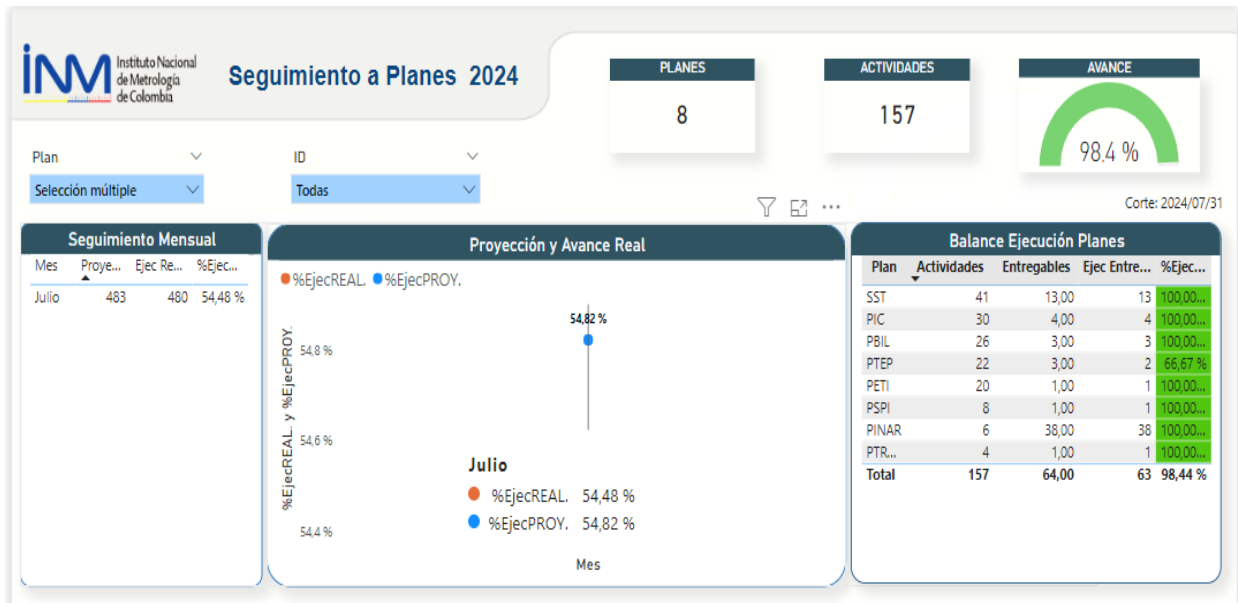 iNM Instituto Nacional
de Metrología
de Colombia
Seguimiento a Planes 2024
PLANES
8
ACTIVIDADES
157
AVANCE
98,4 %
Plan
Selección múltiple
ID
Todas
Corte: 2024/07/31
Seguimiento Mensual
Mes Proye... Ejec Re... %Ejec...
Julio 483 480 54,48 %
Proyección y Avance Real
%EjecREAL. %EjecPROY.
%EjecREAL. y %EjecPROY.
54,82 %
54,8 %
54,6 %
54,4 %
Julio
%EjecREAL. 54,48 %
%EjecPROY. 54,82 %
Mes
Balance Ejecución Planes
Plan Actividades Entregables Ejec Entre... %Ejec...
SST 41 13,00 13 100,00...
PIC 30 4,00 4 100,00...
PBIL 26 3,00 3 100,00...
PTEP 22 3,00 2 66,67 %
PETI 20 1,00 1 100,00...
PSPI 8 1,00 1 100,00...
PINAR 6 38,00 38 100,00...
PTR... 4 1,00 1 100,00...
Total 157 64,00 63 98,44 %